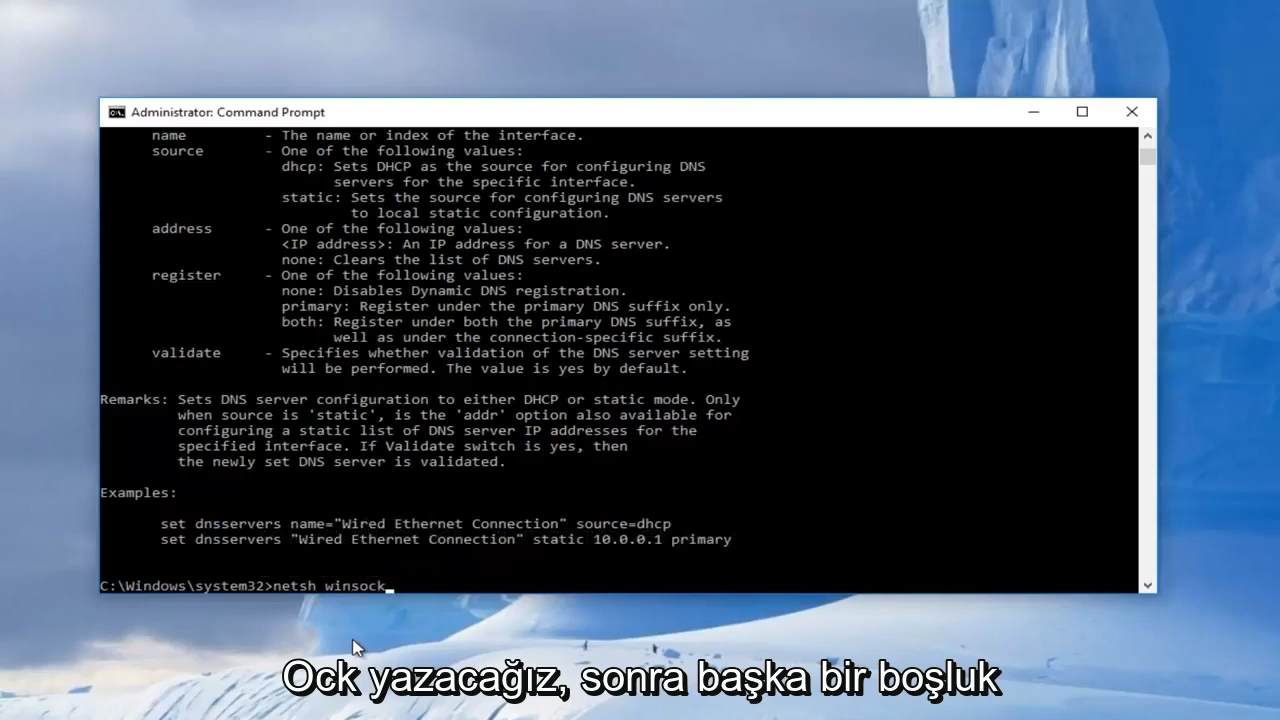 Administrator: Command Prompt
name - The name or index of the interface.
source - One of the following values:
dhcp: Sets DHCP as the source for configuring DNS
servers for the specific interface.
static: Sets the source for configuring DNS servers
to local static configuration.
address - One of the following values:
<IP address>: An IP address for a DNS server.
none: Clears the list of DNS servers.
register - One of the following values:
none: Disables Dynamic DNS registration.
primary: Register under the primary DNS suffix only.
both: Register under both the primary DNS suffix, as
well as under the connection-specific suffix.
validate - Specifies whether validation of the DNS server setting
will be performed. The value is yes by default.
Remarks: Sets DNS server configuration to either DHCP or static mode. Only
when source is 'static', is the 'addr' option also available for
configuring a static list of DNS server IP addresses for the
specified interface. If Validate switch is yes, then
the newly set DNS server is validated.
Examples:
set dnsservers name="Wired Ethernet Connection" source=dhcp
set dnsservers "Wired Ethernet Connection" static 10.0.0.1 primary
C:\Windows\system32>netsh winsock
Ock yazacağız, sonra başka bir boşluk